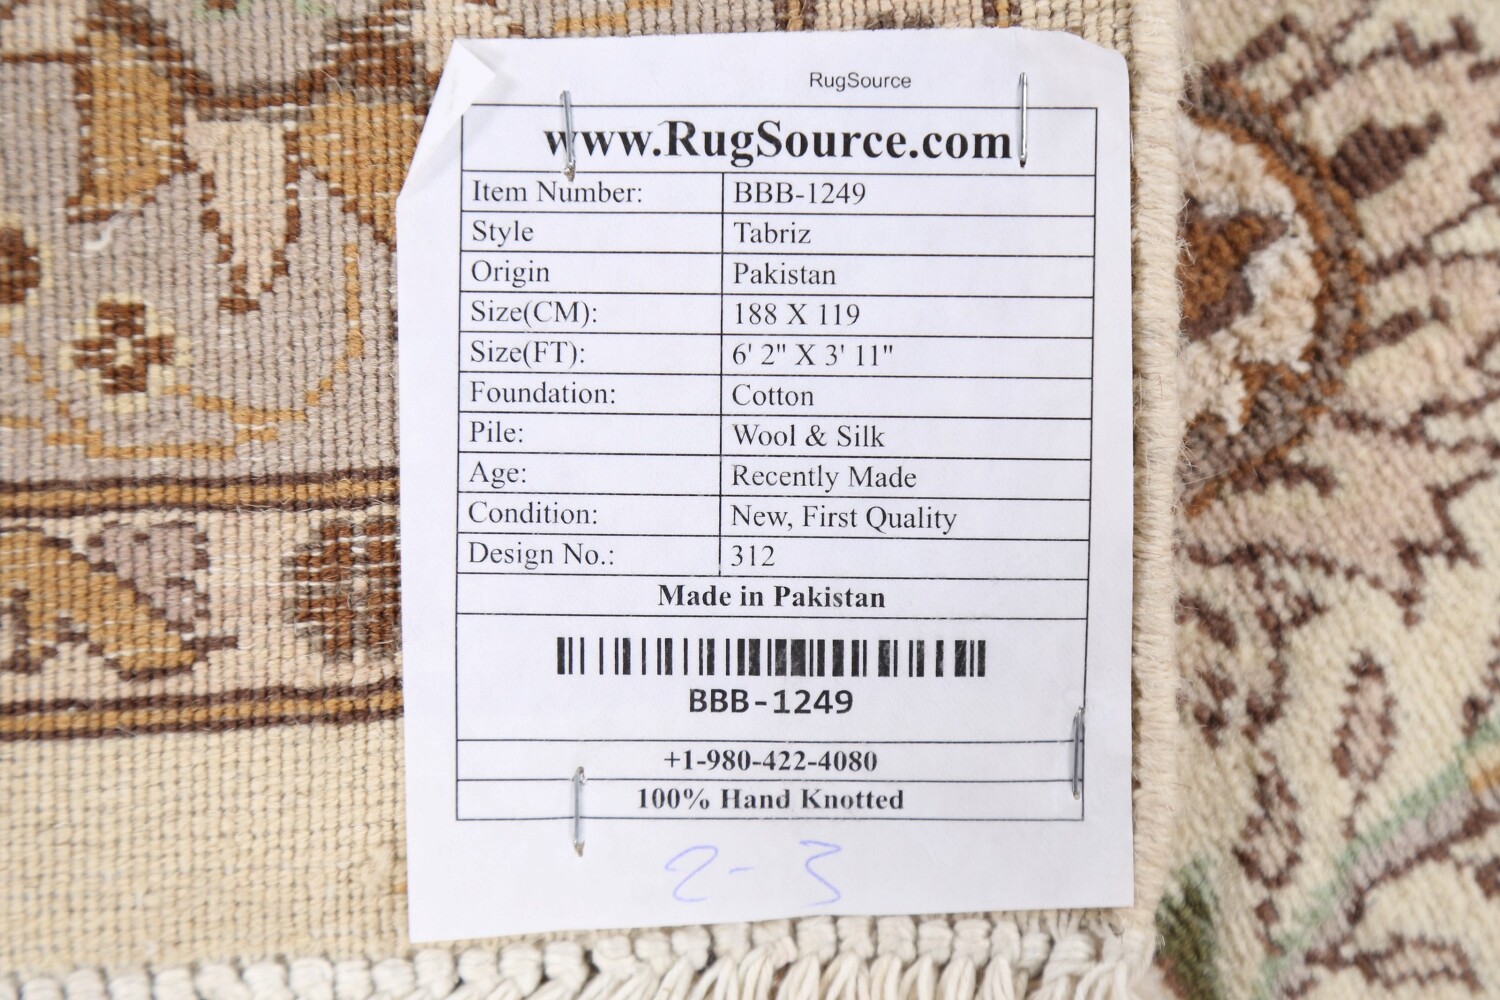 RugSource
www.RugSource.com
Item Number: BBB-1249
Style Tabriz
Origin Pakistan
Size(CM): 188 X 119
Size(FT): 6' 2" X 3' 11"
Foundation: Cotton
Pile: Wool & Silk
Age: Recently Made
Condition: New, First Quality
Design No.: 312
Made in Pakistan
BBB-1249
+1-980-422-4080
100% Hand Knotted
2-3